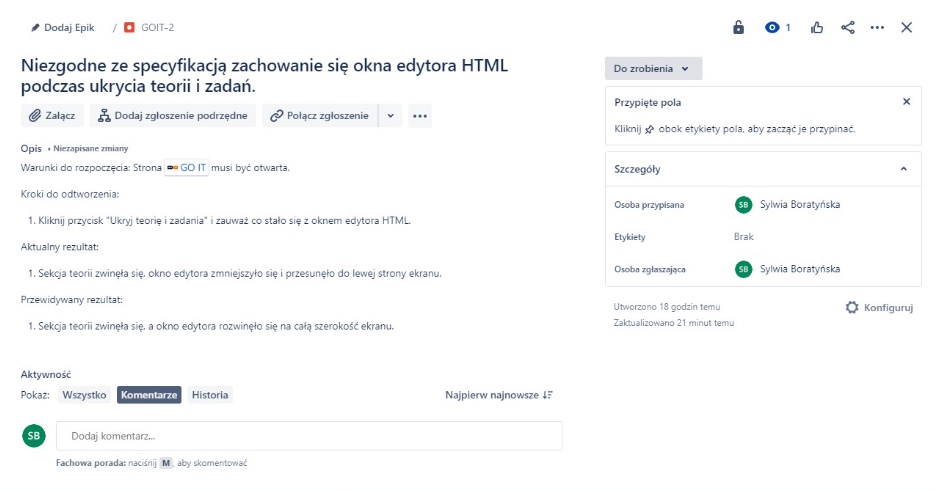 Dodaj Epik / GOIT-2
1
Niezgodne ze specyfikacją zachowanie się okna edytora HTML
podczas ukrycia teorii i zadań.
Załącz Dodaj zgłoszenie podrzędne Połącz zgłoszenie
Opis • Niezapisane zmiany
Warunki do rozpoczęcia: Strona GO IT musi być otwarta.
Kroki do odtworzenia:
1. Kliknij przycisk "Ukryj teorię i zadania" i zauważ co stało się z oknem edytora HTML.
Aktualny rezultat:
1. Sekcja teorii zwinęła się, okno edytora zmniejszyło się i przesunęło do lewej strony ekranu.
Przewidywany rezultat:
1. Sekcja teorii zwinęła się, a okno edytora rozwinęło się na całą szerokość ekranu.
Aktywność
Pokaż: Wszystko Komentarze Historia Najpierw najnowsze
SB Dodaj komentarz...
Fachowa porada: naciśnij M, aby skomentować
Do zrobienia
Przypięte pola
Kliknij obok etykiety pola, aby zacząć je przypinać.
Szczegóły
Osoba przypisana SB Sylwia Boratyńska
Etykiety Brak
Osoba zgłaszająca SB Sylwia Boratyńska
Utworzono 18 godzin temu Konfiguruj
Zaktualizowano 21 minut temu